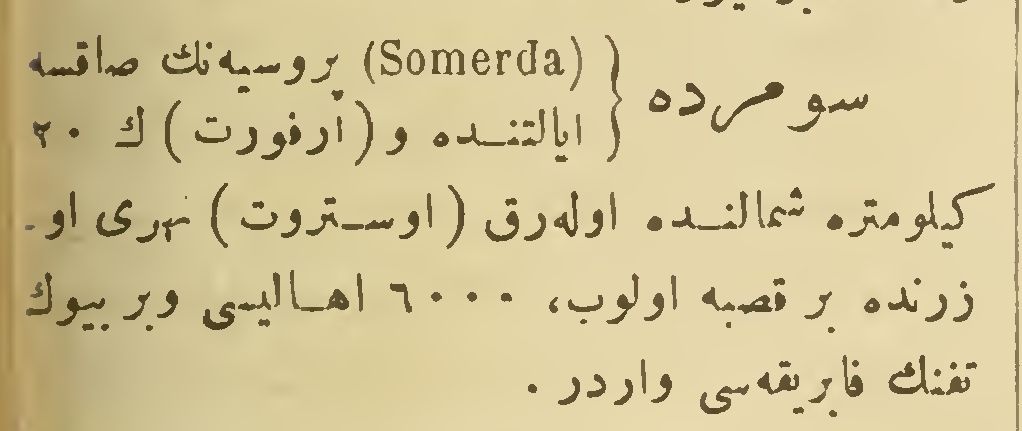 سومرده { (Somerda) پروسیه‌نك صاقسه
ایالتنده و (ارفورت) ك ٢٠
كیلومتره شمالنده اوله‌رق (اوستروت) نهری او-
زرنده بر قصبه اولوب، ٦٠٠٠ اهالیسی وبر بیوك
تفنك فابریقه‌سی واردر.